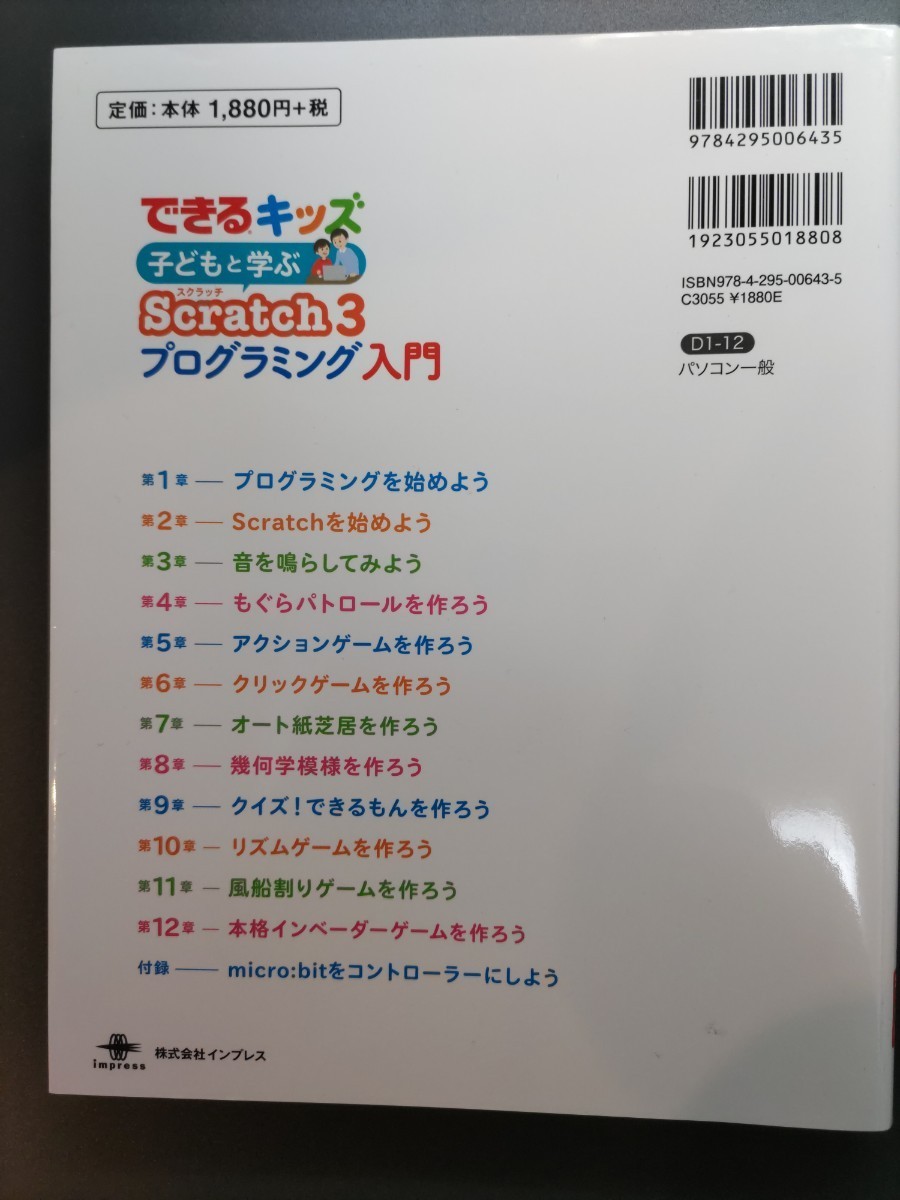 定価：本体 1,880円+税
9784295006435
1923055018808
ISBN978-4-295-00643-5
C3055 ¥1880E
D1-12
パソコン一般
できるキッズ
子どもと学ぶ
スクラッチ
Scratch 3
プログラミング入門
第1章 — プログラミングを始めよう
第2章 — Scratchを始めよう
第3章 — 音を鳴らしてみよう
第4章 — もぐらパトロールを作ろう
第5章 — アクションゲームを作ろう
第6章 — クリックゲームを作ろう
第7章 — オート紙芝居を作ろう
第8章 — 幾何学模様を作ろう
第9章 — クイズ！できるもんを作ろう
第10章 — リズムゲームを作ろう
第11章 — 風船割りゲームを作ろう
第12章 — 本格インベーダーゲームを作ろう
付録 — micro:bitをコントローラーにしよう
impress
株式会社インプレス